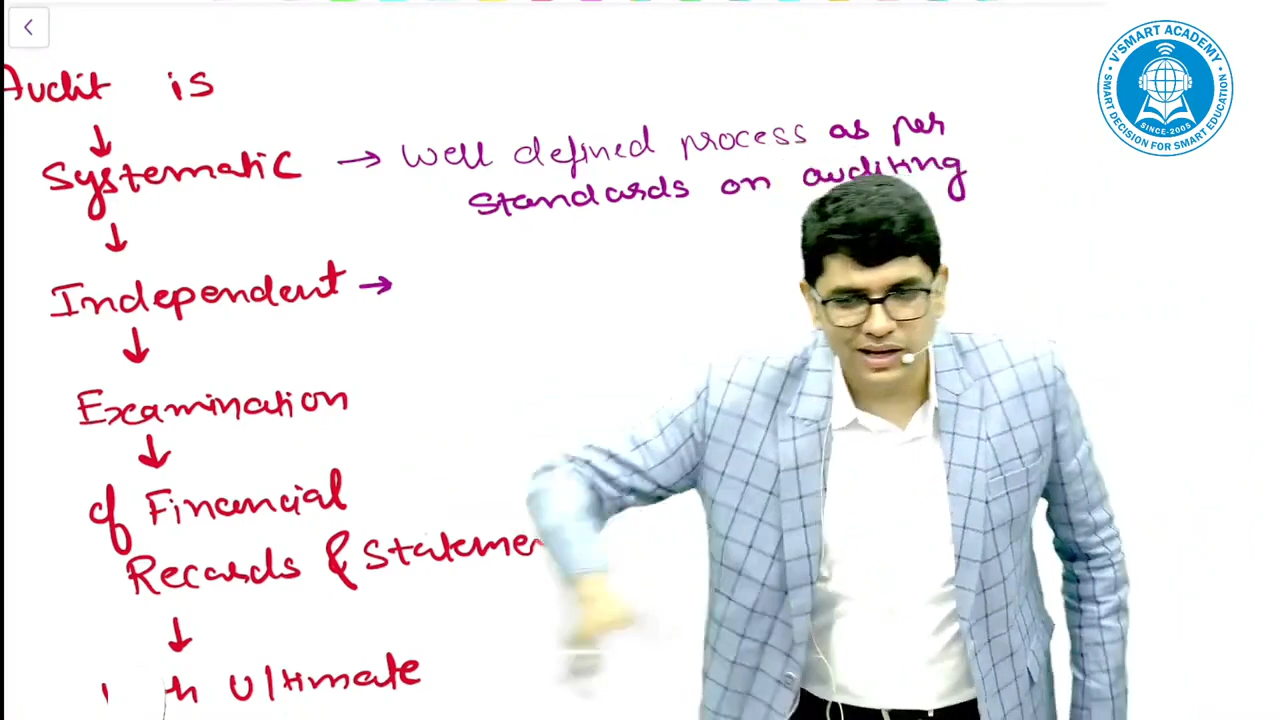 Audit is
Systematic → Well defined process as per
standards on auditing
Independent →
Examination
of Financial
Records & Stateme
Ultimate
V'SMART ACADEMY
SINCE-2005
SMART DECISION FOR SMART EDUCATION